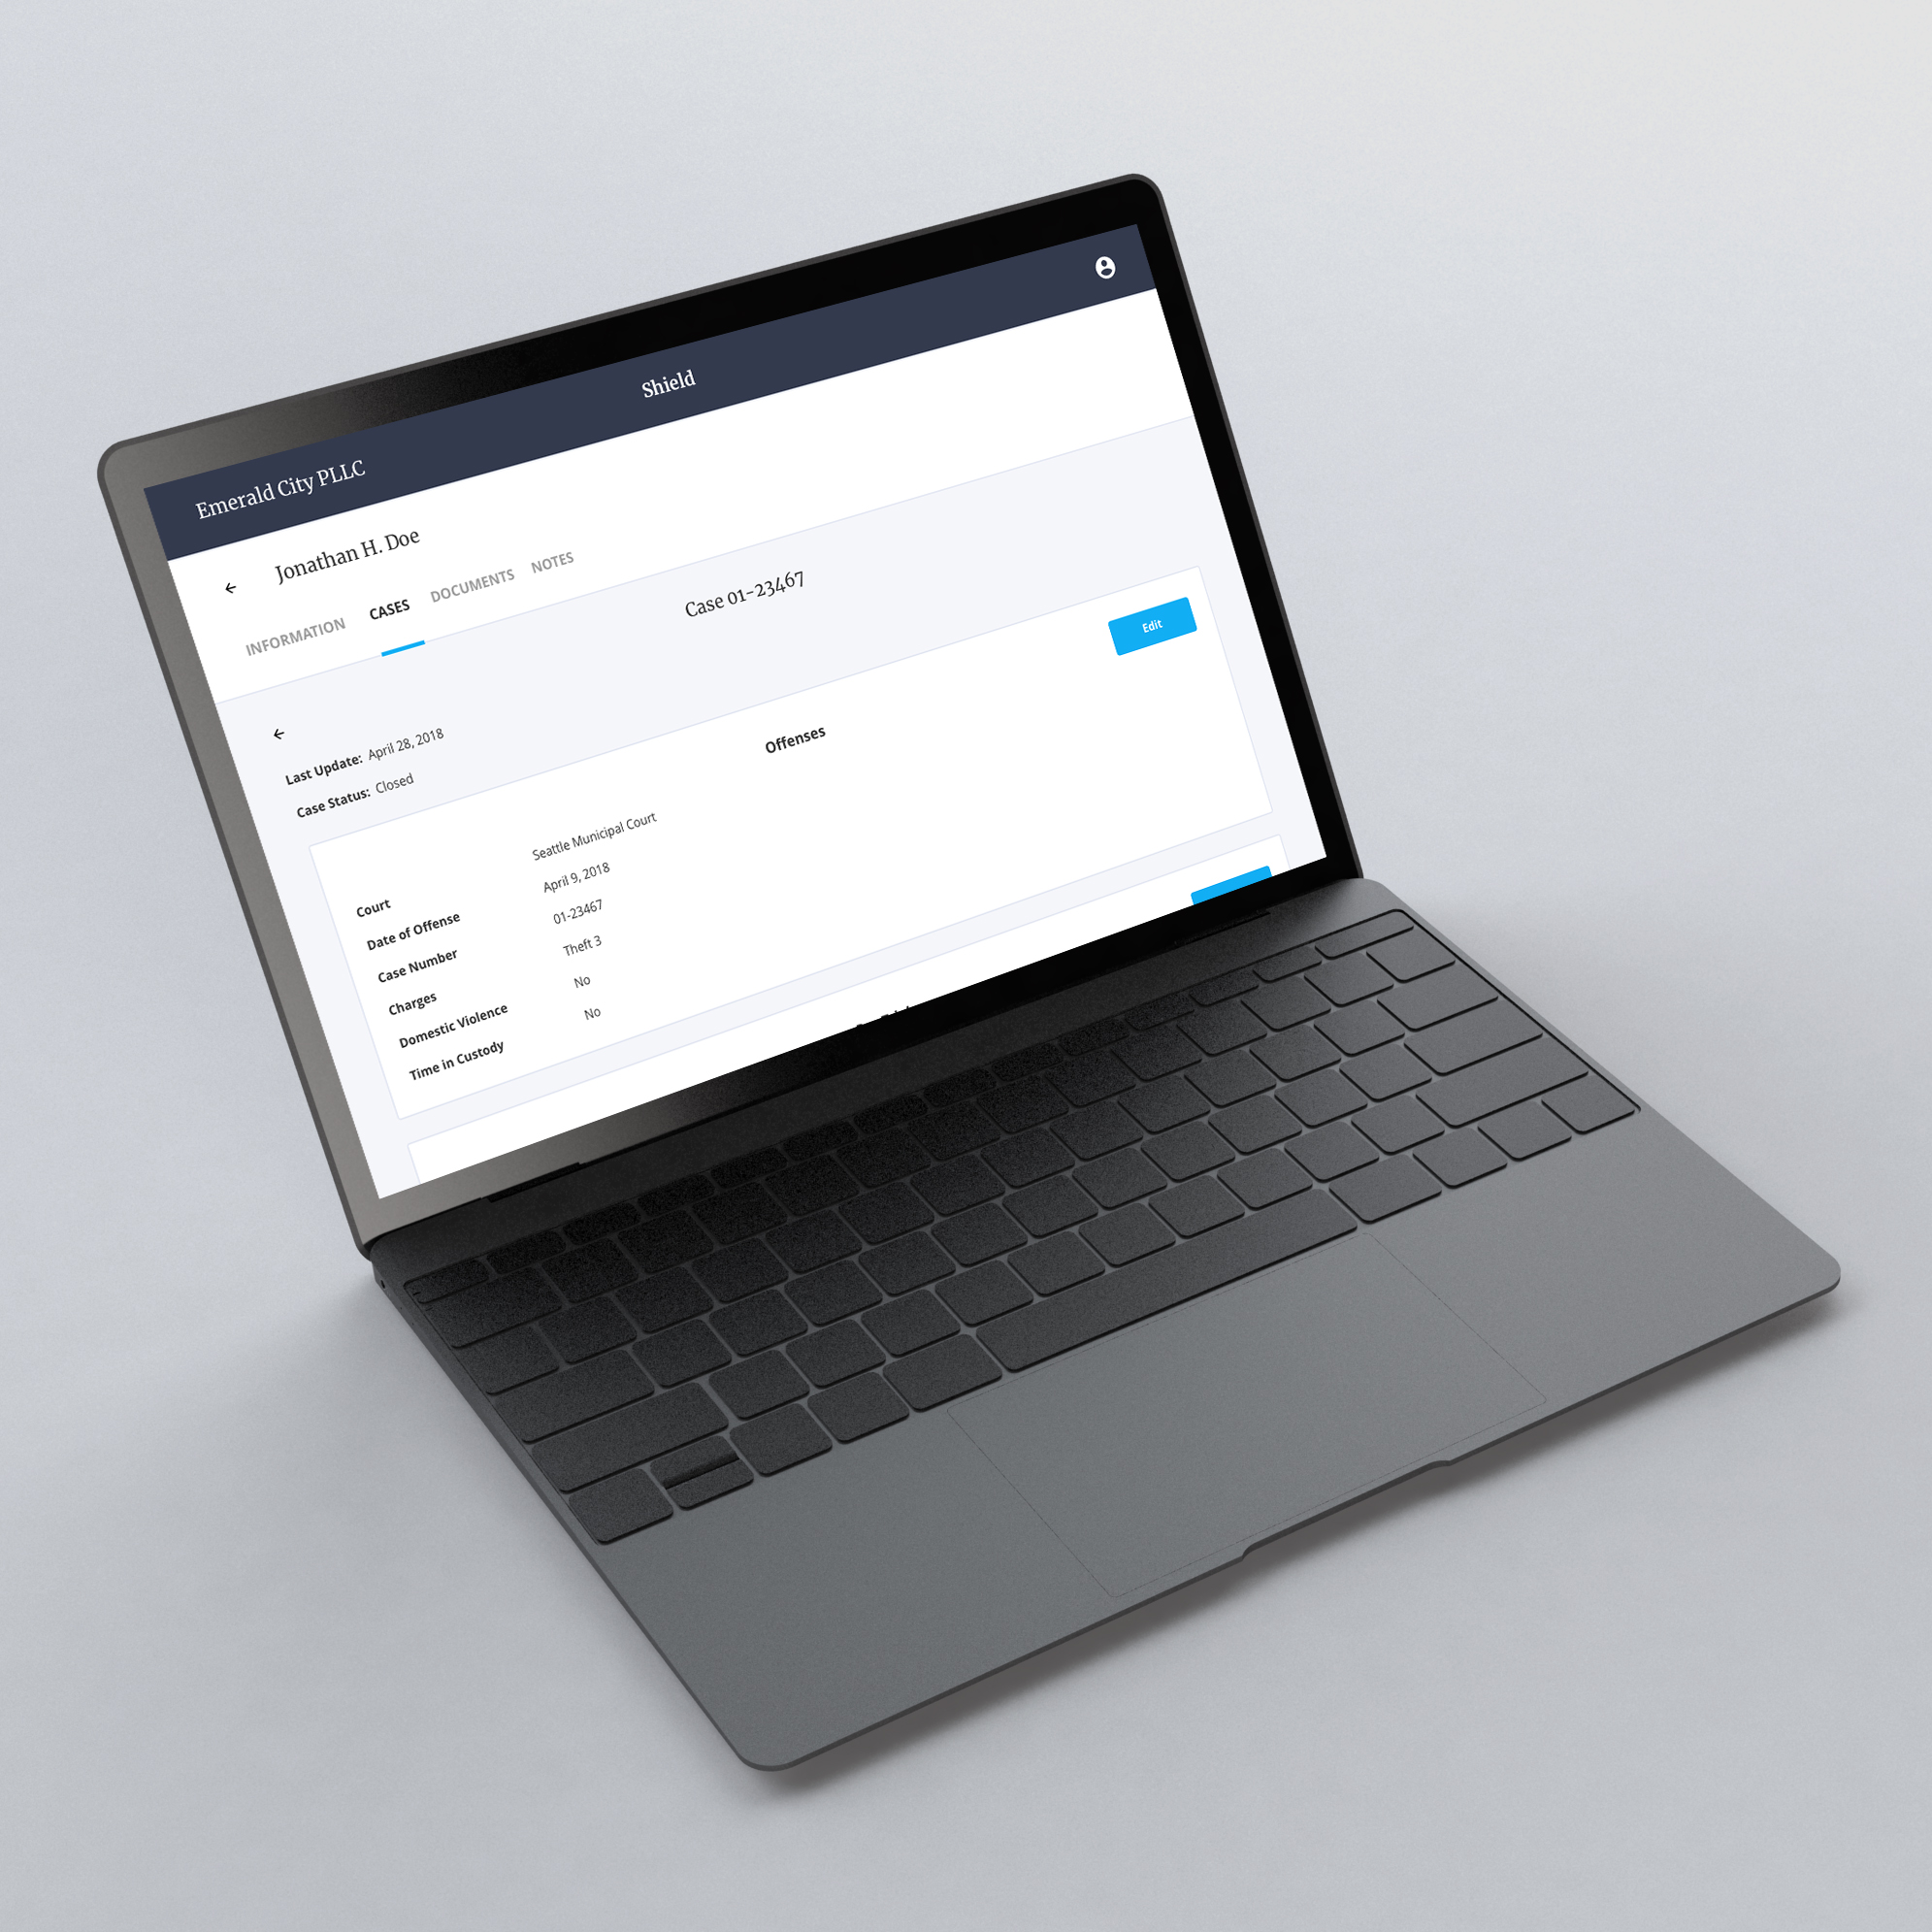 Emerald City PLLC
Shield
Jonathan H. Doe
INFORMATION
CASES
DOCUMENTS
NOTES
Case 01-23467
Last Update: April 28, 2018
Case Status: Closed
Edit
Offenses
Court Seattle Municipal Court
Date of Offense April 9, 2018
Case Number 01-23467
Charges Theft 3
Domestic Violence No
Time in Custody No